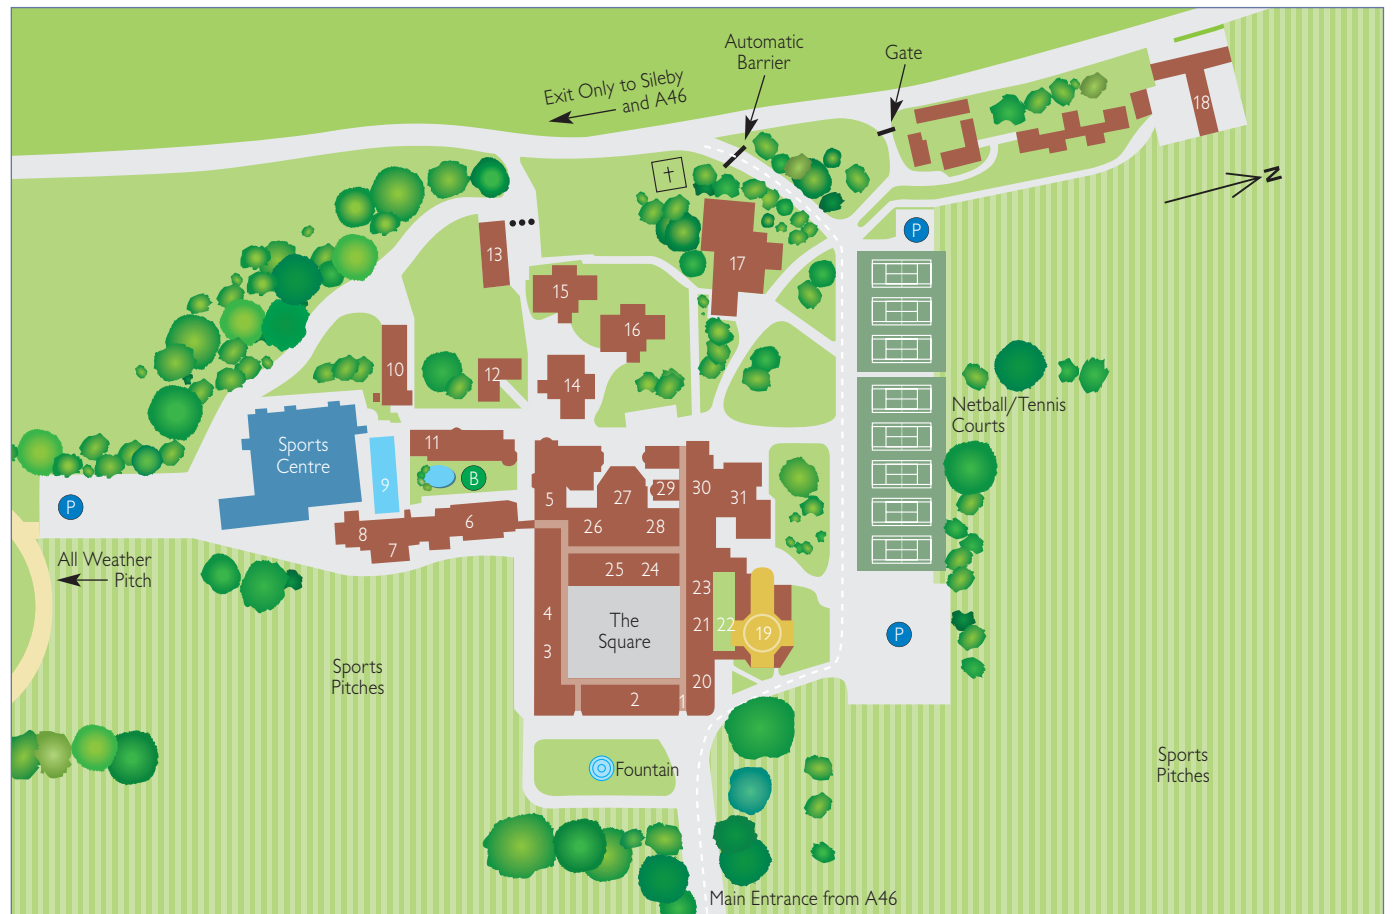 Automatic
Barrier
Gate
Exit Only to Sileby
and A46
18
N
P
13
17
15
16
10
12
14
Netball/Tennis
Courts
11
Sports
Centre
9
B
5
27
29
30
31
P
8
7
6
26
28
All Weather
Pitch
25
24
23
4
The
Square
21
22
19
P
3
Sports
Pitches
20
2
1
Fountain
Sports
Pitches
Main Entrance from A46